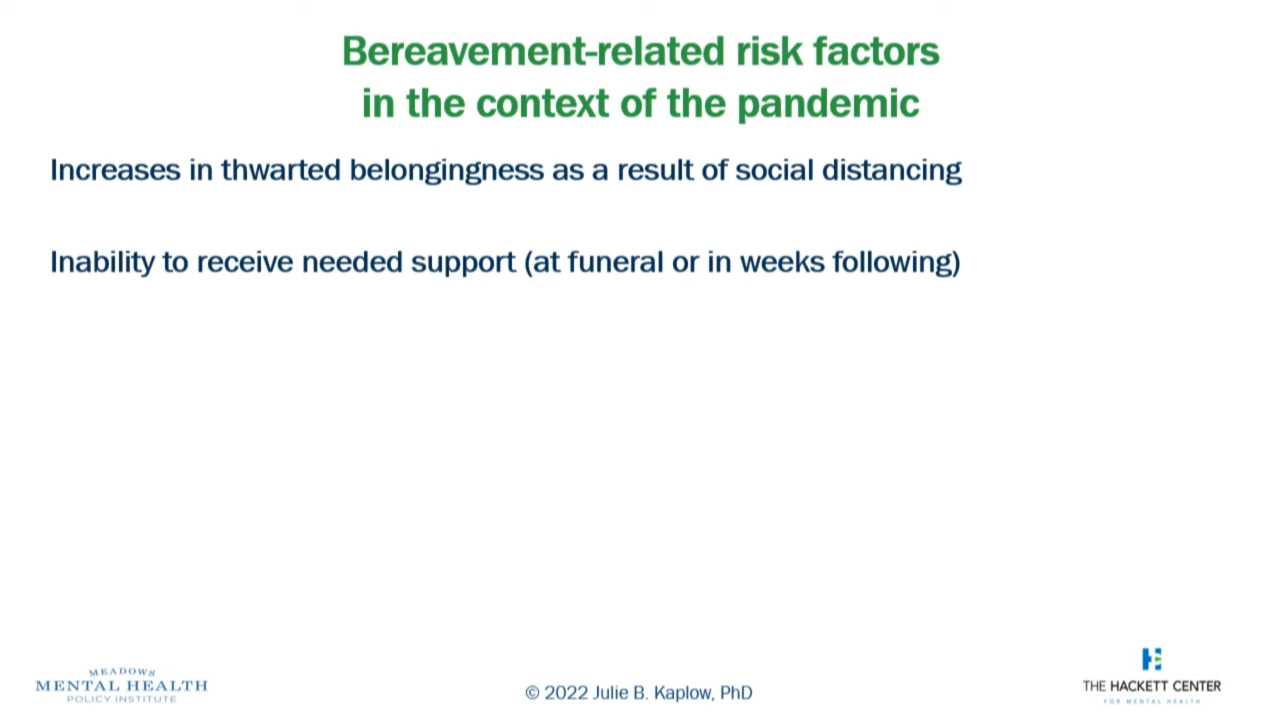 Bereavement-related risk factors
in the context of the pandemic
Increases in thwarted belongingness as a result of social distancing
Inability to receive needed support (at funeral or in weeks following)
MEADOWS
MENTAL HEALTH
POLICY INSTITUTE
© 2022 Julie B. Kaplow, PhD
THE HACKETT CENTER
FOR MENTAL HEALTH